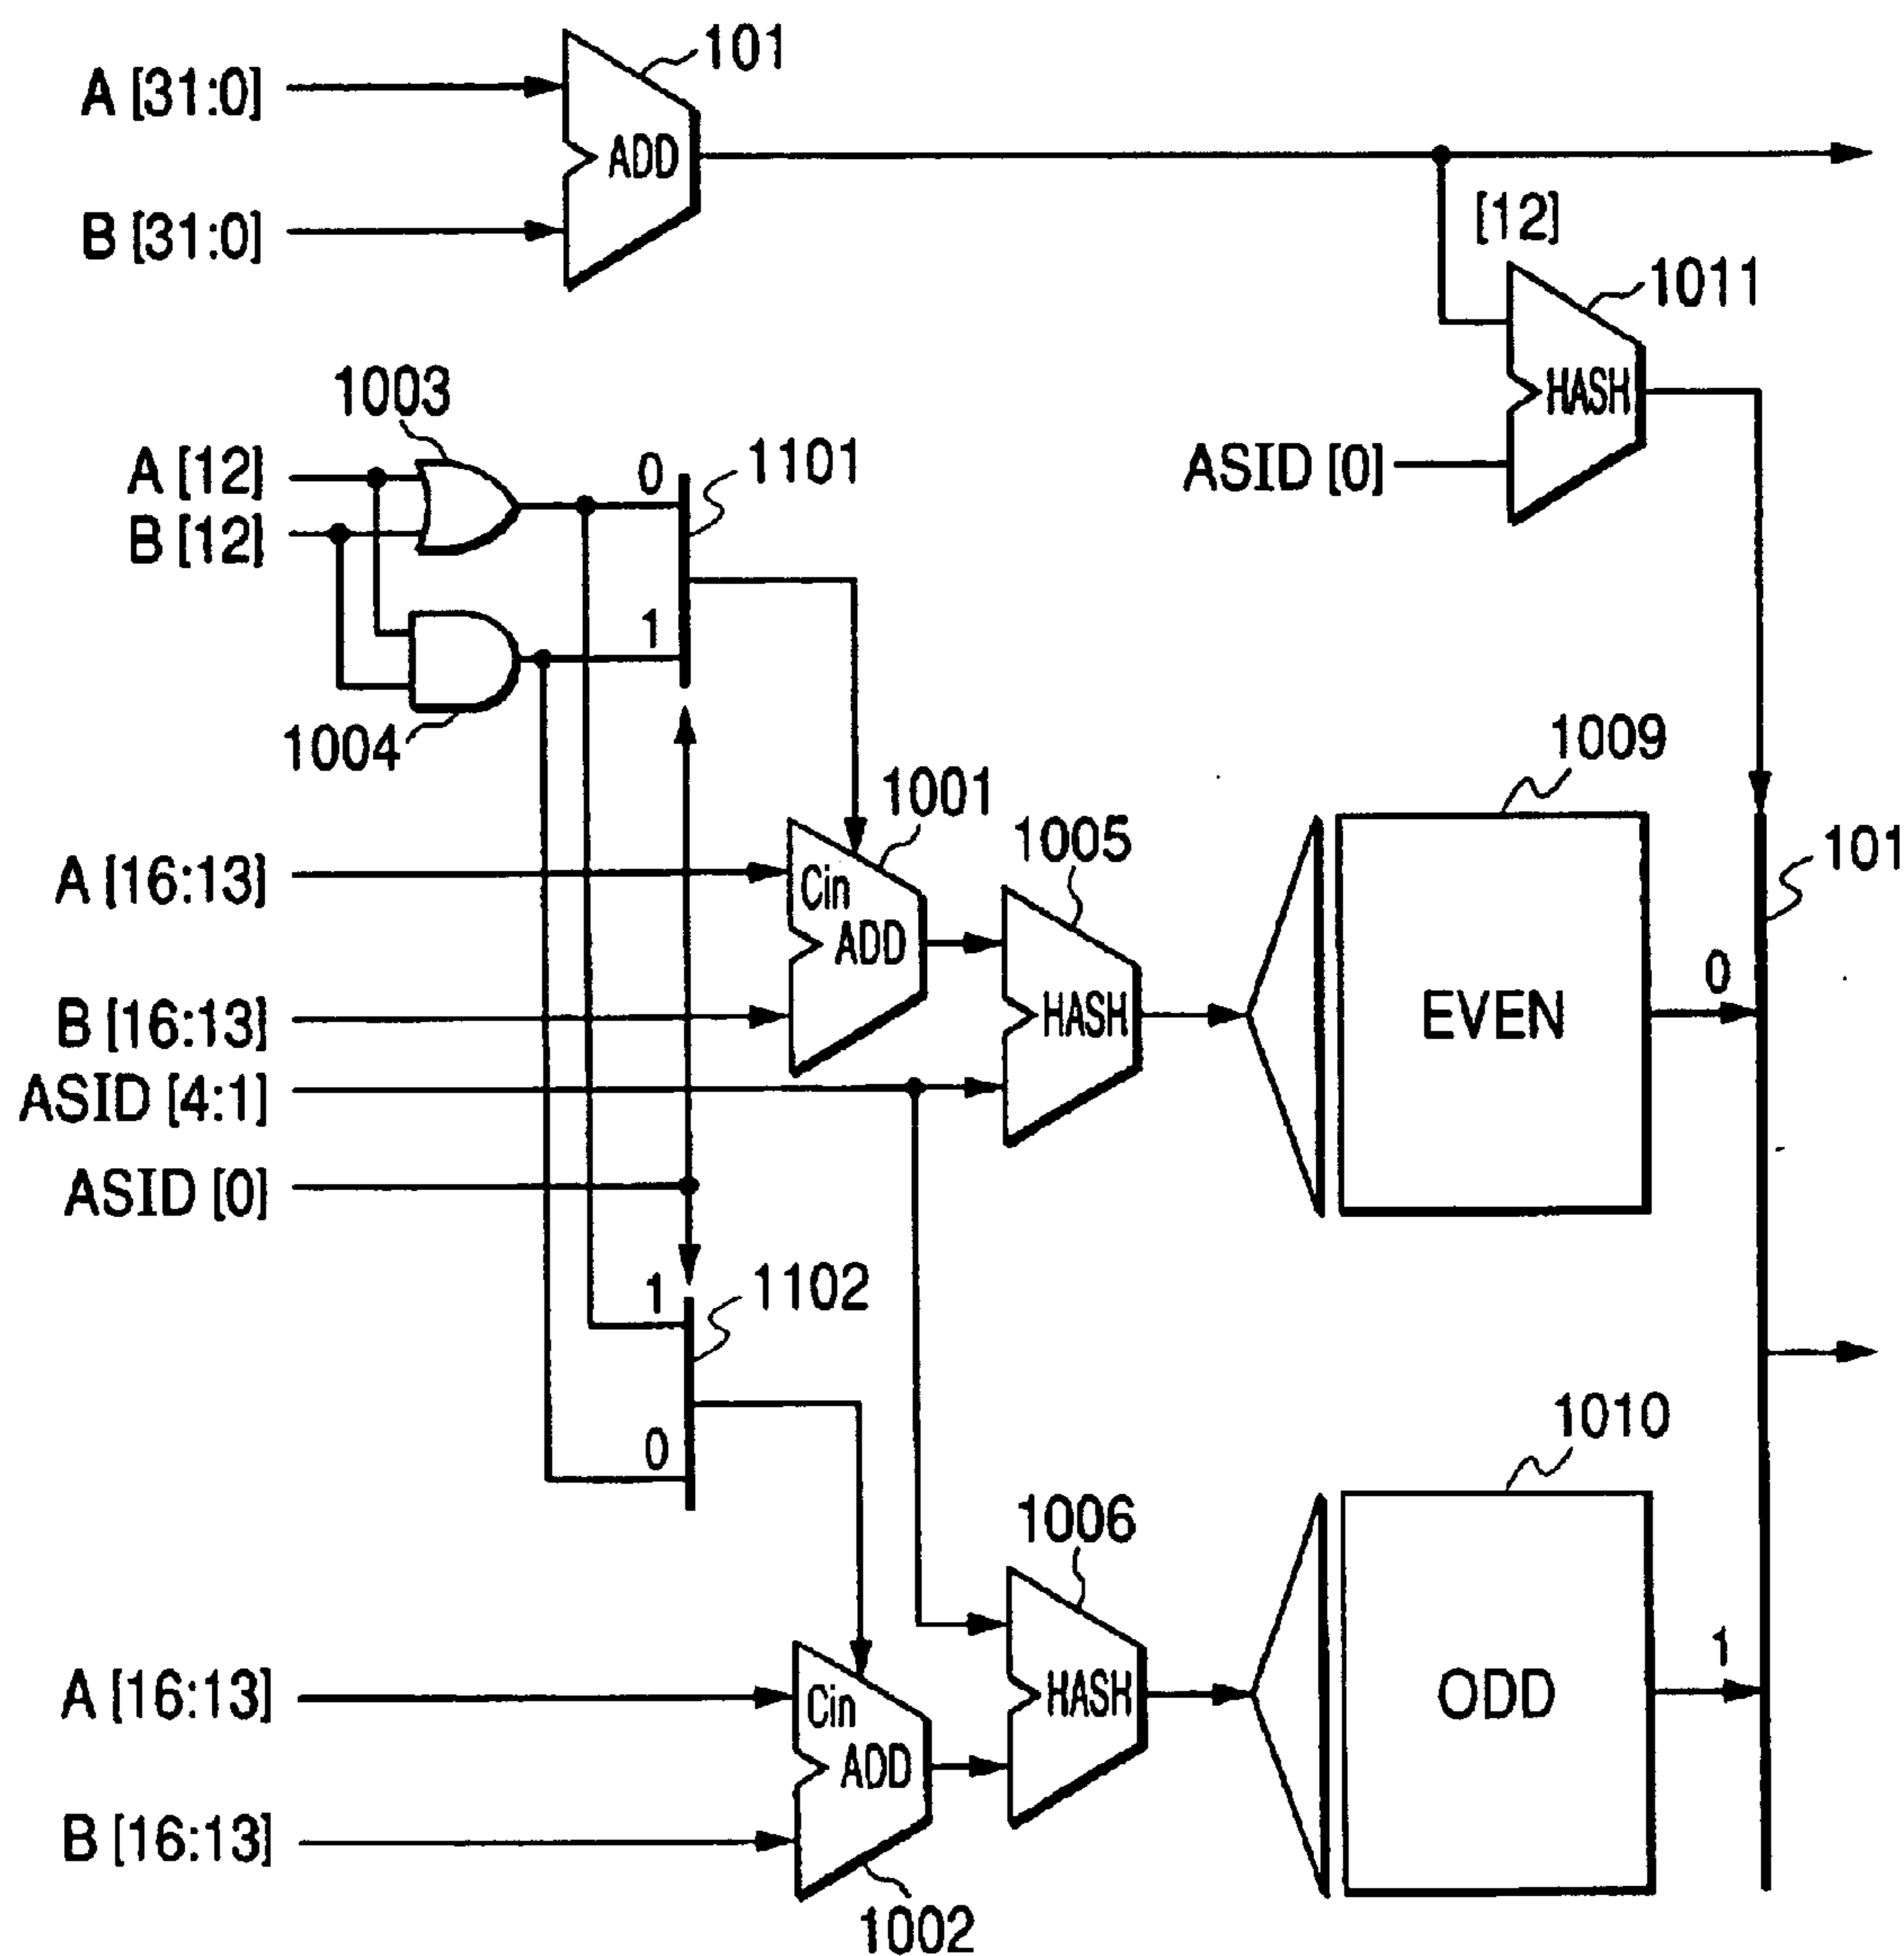 101
A [31:0]
ADD
B [31:0]
[12]
1011
HASH
ASID [0]
1003
A [12]
B [12]
0
1101
1
1004
1009
1001
1005
101
A [16:13]
Cin
ADD
0
B [16:13]
HASH
EVEN
ASID [4:1]
ASID [0]
1
1102
0
1010
1006
A [16:13]
Cin
HASH
ODD
1
ADD
B [16:13]
1002